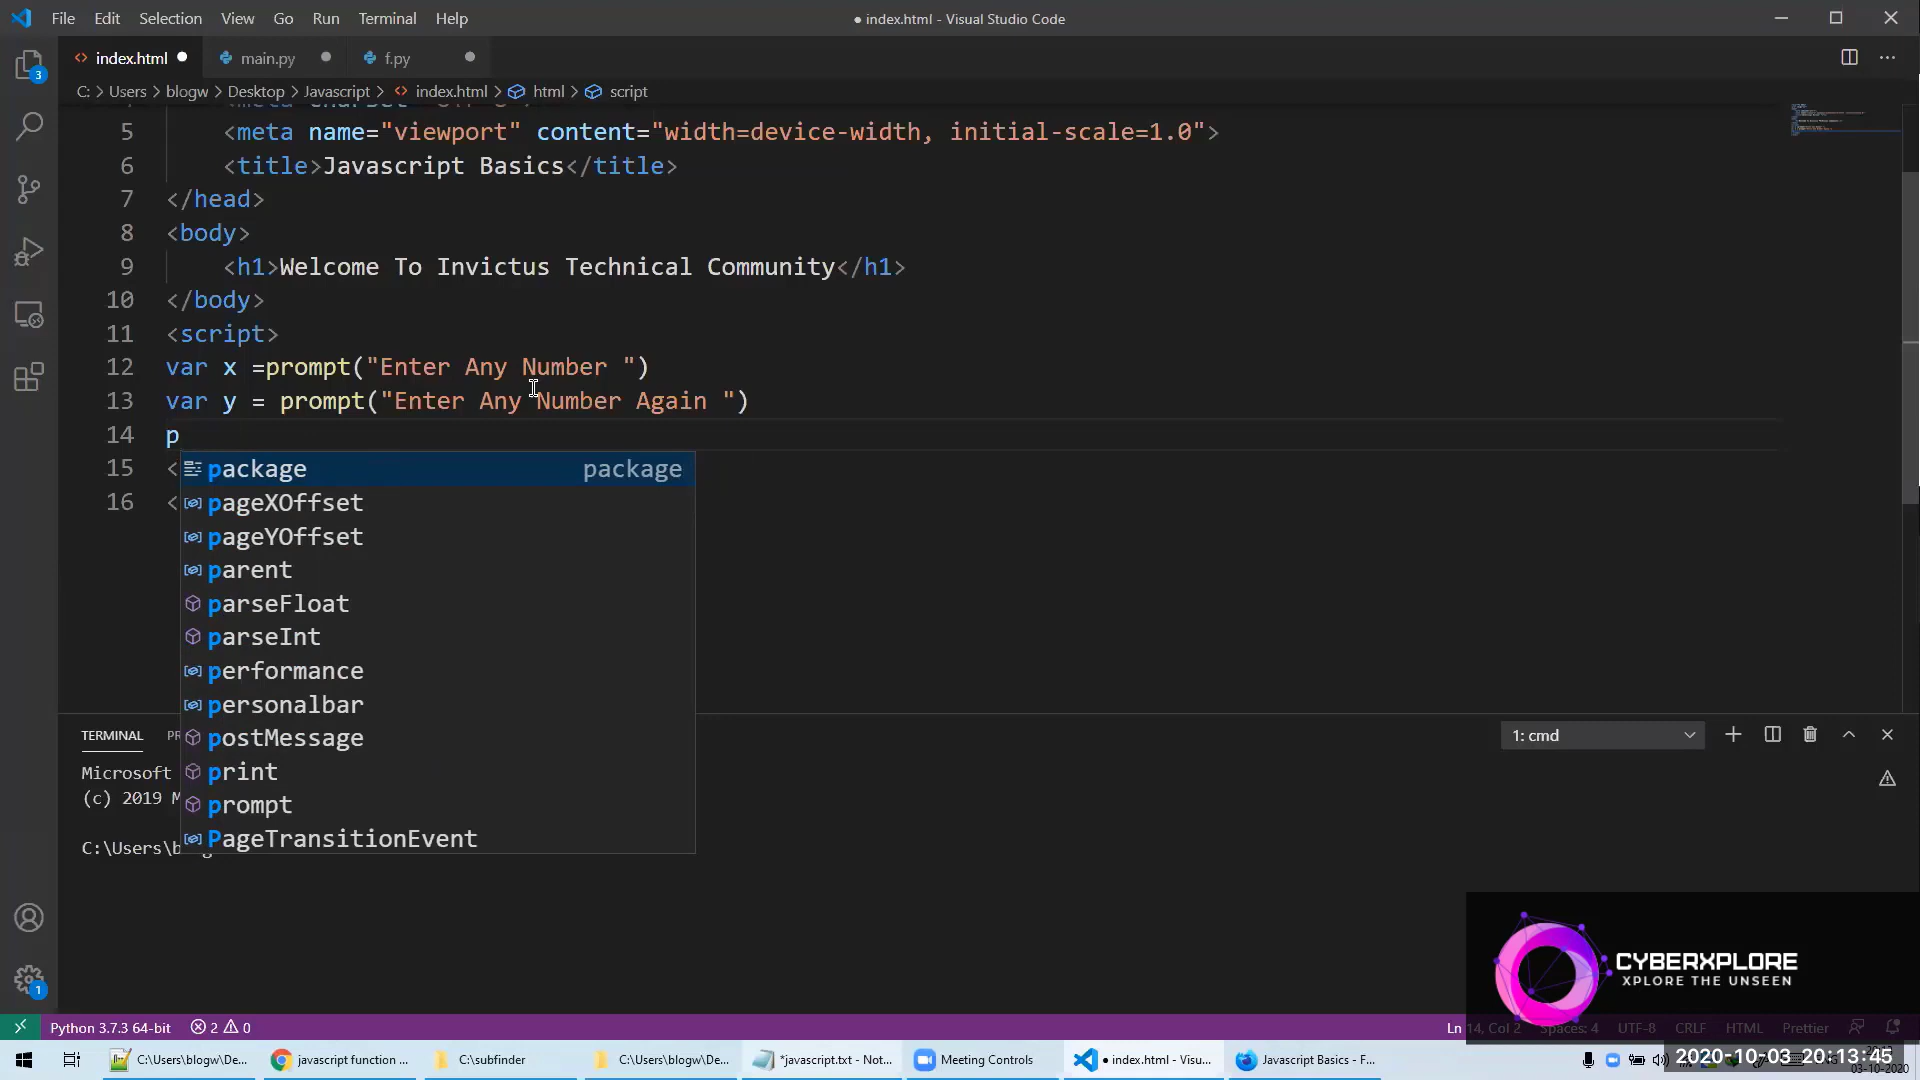 File Edit Selection View Go Run Terminal Help
● index.html - Visual Studio Code
index.html main.py f.py
C: > Users > blogw > Desktop > Javascript > index.html > html > script
5 <meta name="viewport" content="width=device-width, initial-scale=1.0">
6 <title>Javascript Basics</title>
7 </head>
8 <body>
9 <h1>Welcome To Invictus Technical Community</h1>
10 </body>
11 <script>
12 var x =prompt("Enter Any Number ")
13 var y = prompt("Enter Any Number Again ")
14 p
15 < package package
pageXOffset
16 <
pageYOffset
parent
parseFloat
parseInt
performance
personalbar
postMessage
print
prompt
PageTransitionEvent
3
TERMINAL PR
1: cmd
Microsoft
(c) 2019 M
C:\Users\blogw
CYBERXPLORE
XPLORE THE UNSEEN
1
Python 3.7.3 64-bit 2 0
Ln 14, Col 2 Spaces: 4 UTF-8 CRLF HTML Prettier
C:\Users\blogw\De... javascript function ... C:\subfinder C:\Users\blogw\De... *javascript.txt - Not... Meeting Controls ● index.html - Visu... Javascript Basics - F...
2020-10-03 20:13:45
03-10-2020